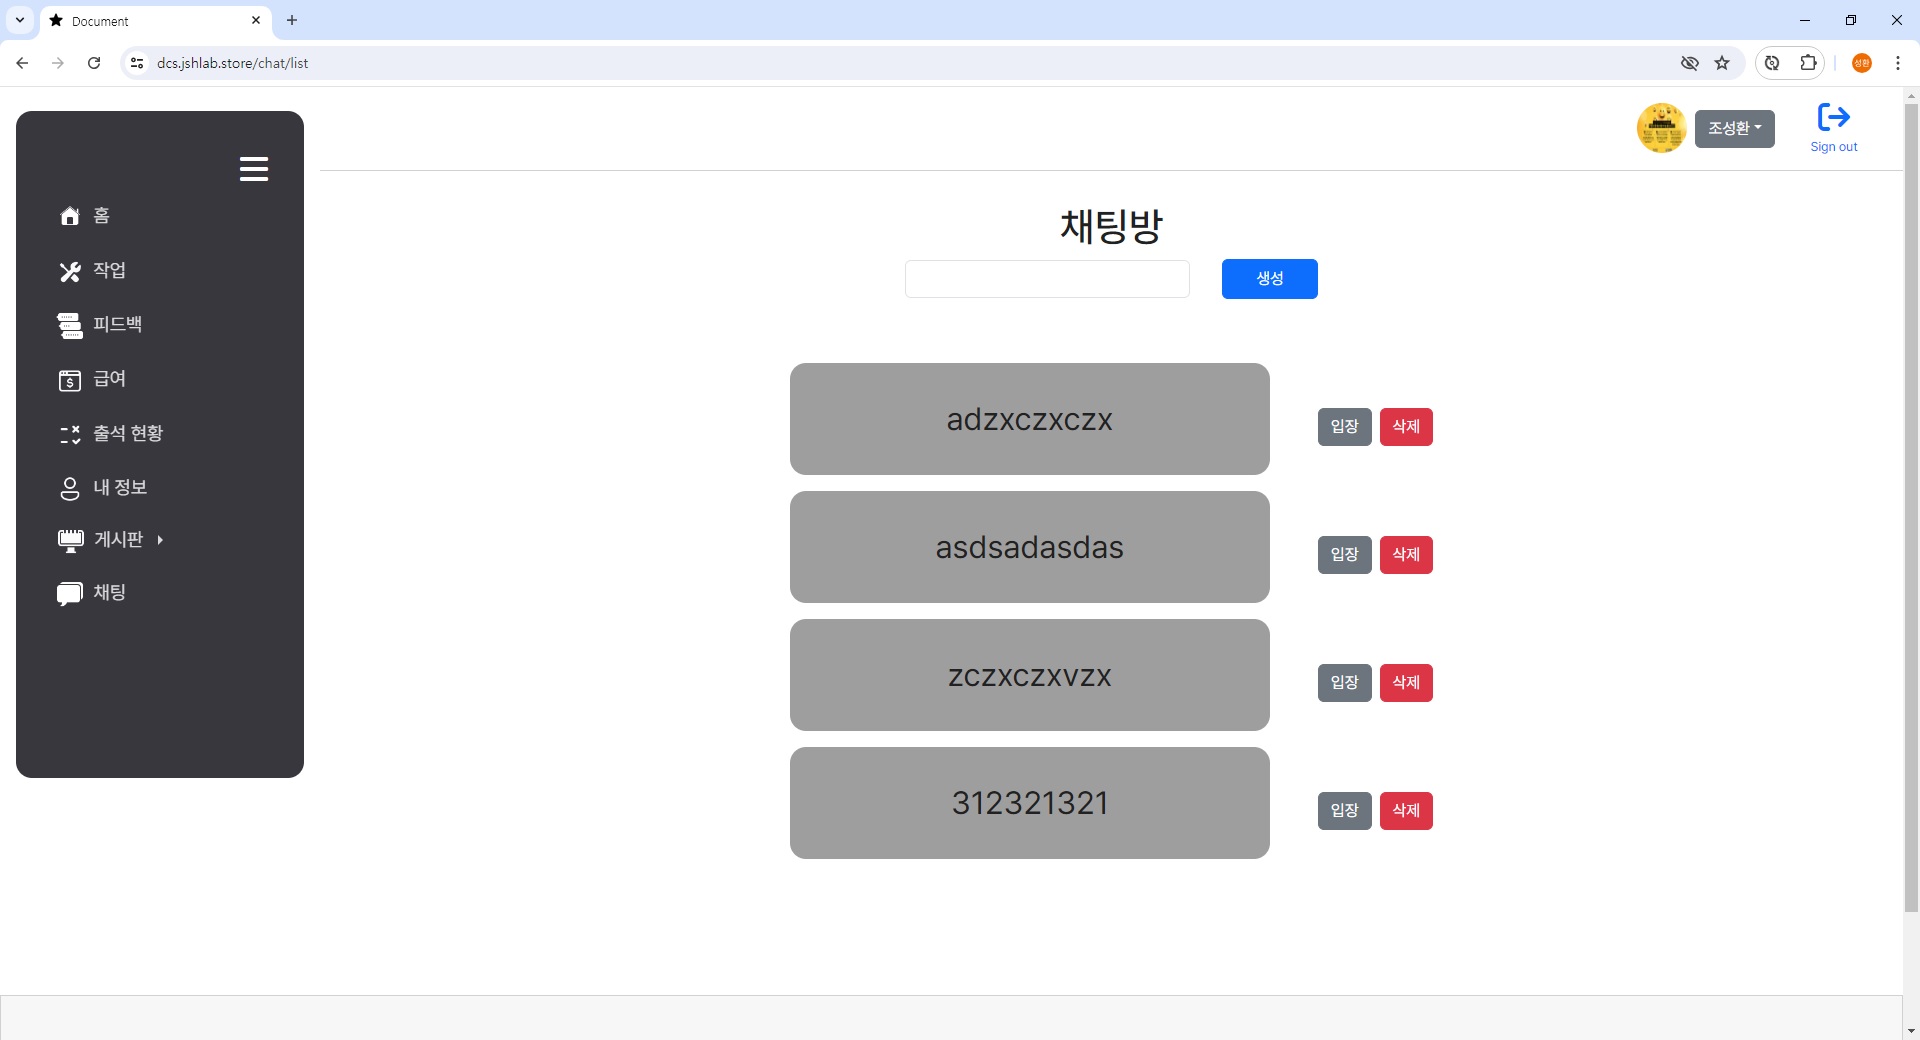 Document
dcs.jshlab.store/chat/list
성환
조성환
Sign out
홈
작업
피드백
급여
출석 현황
내 정보
게시판
채팅
채팅방
생성
adzxczxczx
입장 삭제
asdsadasdas
입장 삭제
zczxczxvzx
입장 삭제
312321321
입장 삭제